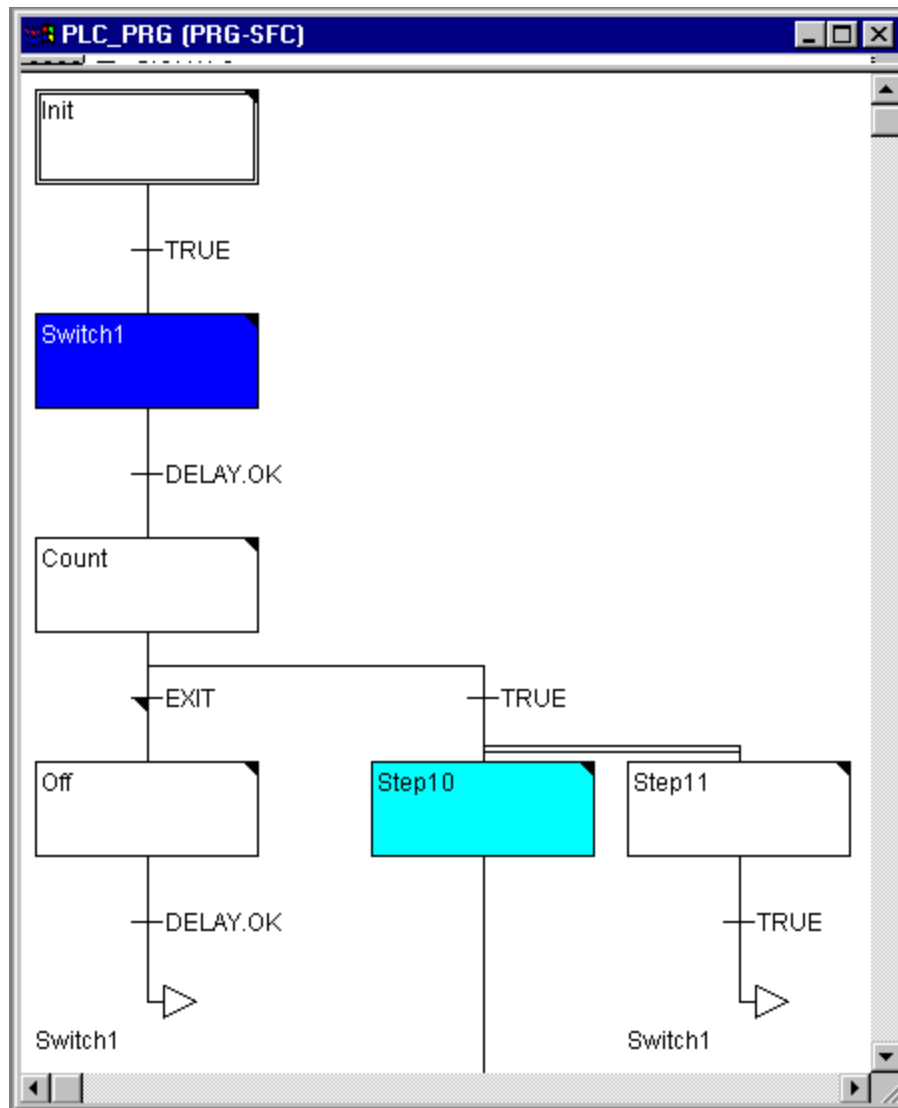 PLC_PRG (PRG-SFC)
Init
TRUE
Switch1
DELAY.OK
Count
EXIT
TRUE
Off
Step10
Step11
DELAY.OK
TRUE
Switch1
Switch1